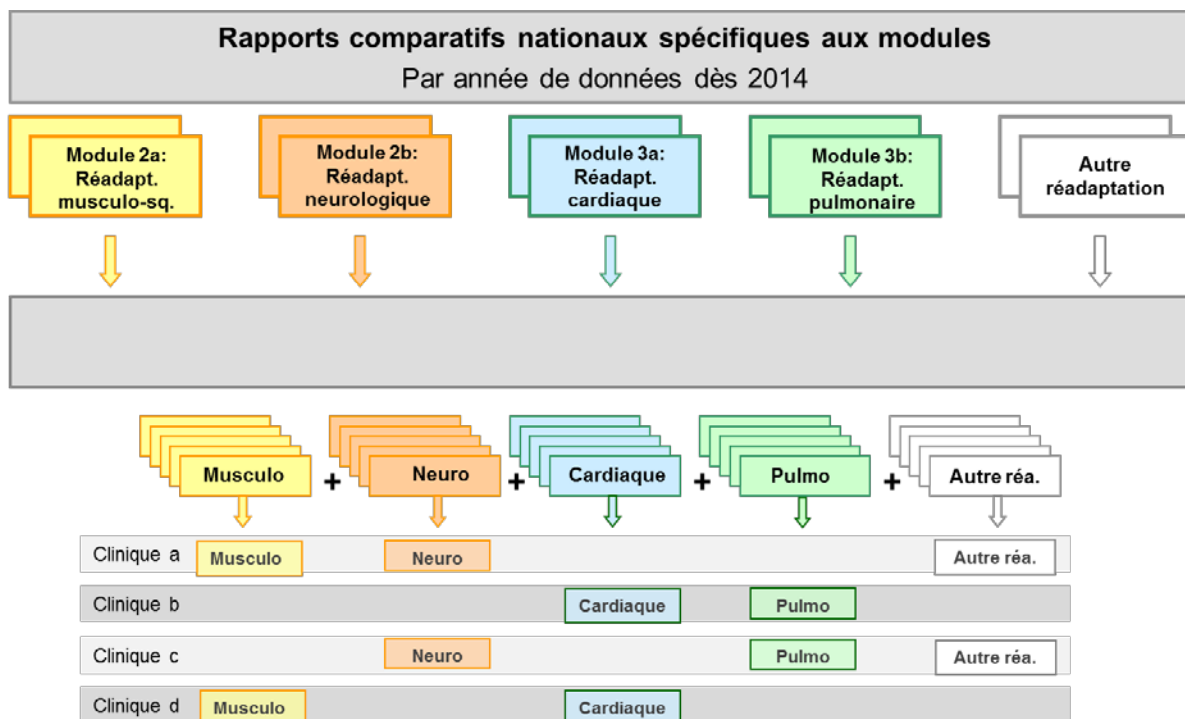 Rapports comparatifs nationaux spécifiques aux modules
Par année de données dès 2014
Module 2a:
Réadapt.
musculo-sq.
Module 2b:
Réadapt.
neurologique
Module 3a:
Réadapt.
cardiaque
Module 3b:
Réadapt.
pulmonaire
Autre
réadaptation
Musculo + Neuro + Cardiaque + Pulmo + Autre réa.
Clinique a Musculo Neuro Autre réa.
Clinique b Cardiaque Pulmo
Clinique c Neuro Pulmo Autre réa.
Clinique d Musculo Cardiaque